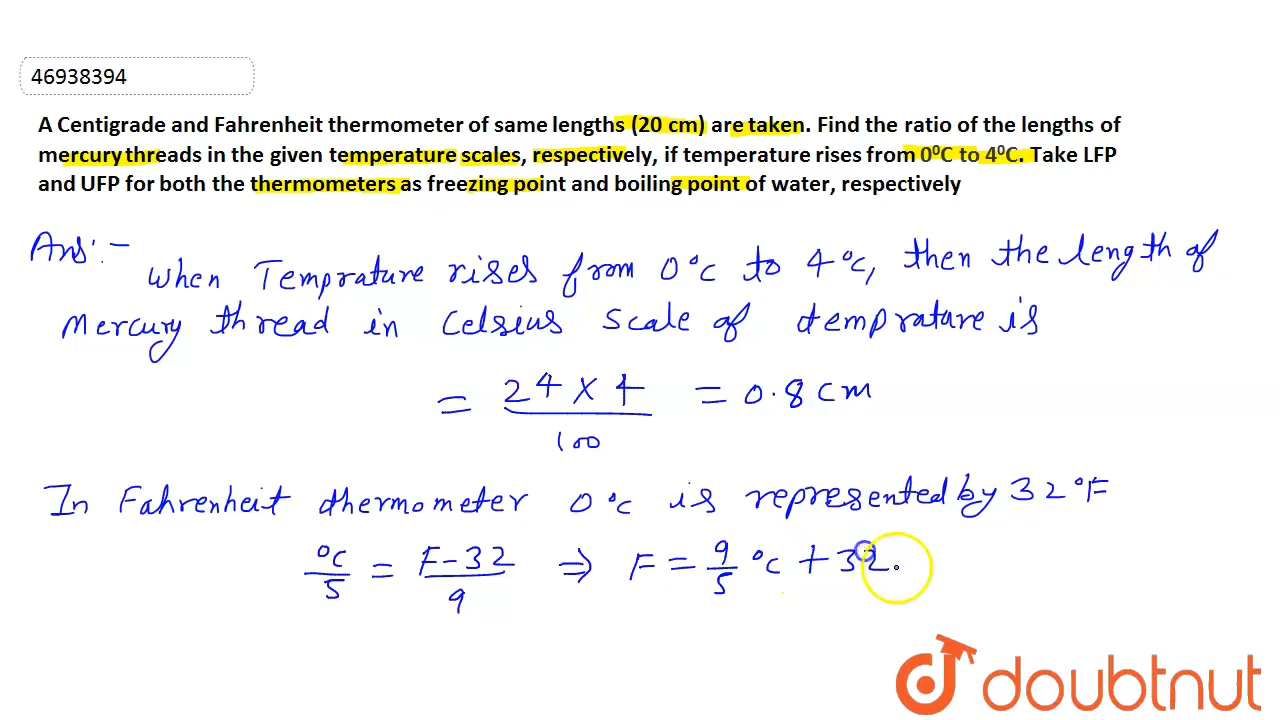 46938394
A Centigrade and Fahrenheit thermometer of same lengths (20 cm) are taken. Find the ratio of the lengths of
mercury threads in the given temperature scales, respectively, if temperature rises from 0⁰C to 4⁰C. Take LFP
and UFP for both the thermometers as freezing point and boiling point of water, respectively
Ans:-
when Temprature rises from 0°C to 4°C, then the length of
Mercury thread in Celsius scale of temprature is
= 24 × 4 / 100 = 0.8 cm
In Fahrenheit thermometer 0°C is represented by 32°F
°C/5 = F-32/9 ⇒ F = 9/5 °C + 32.
doubtnut